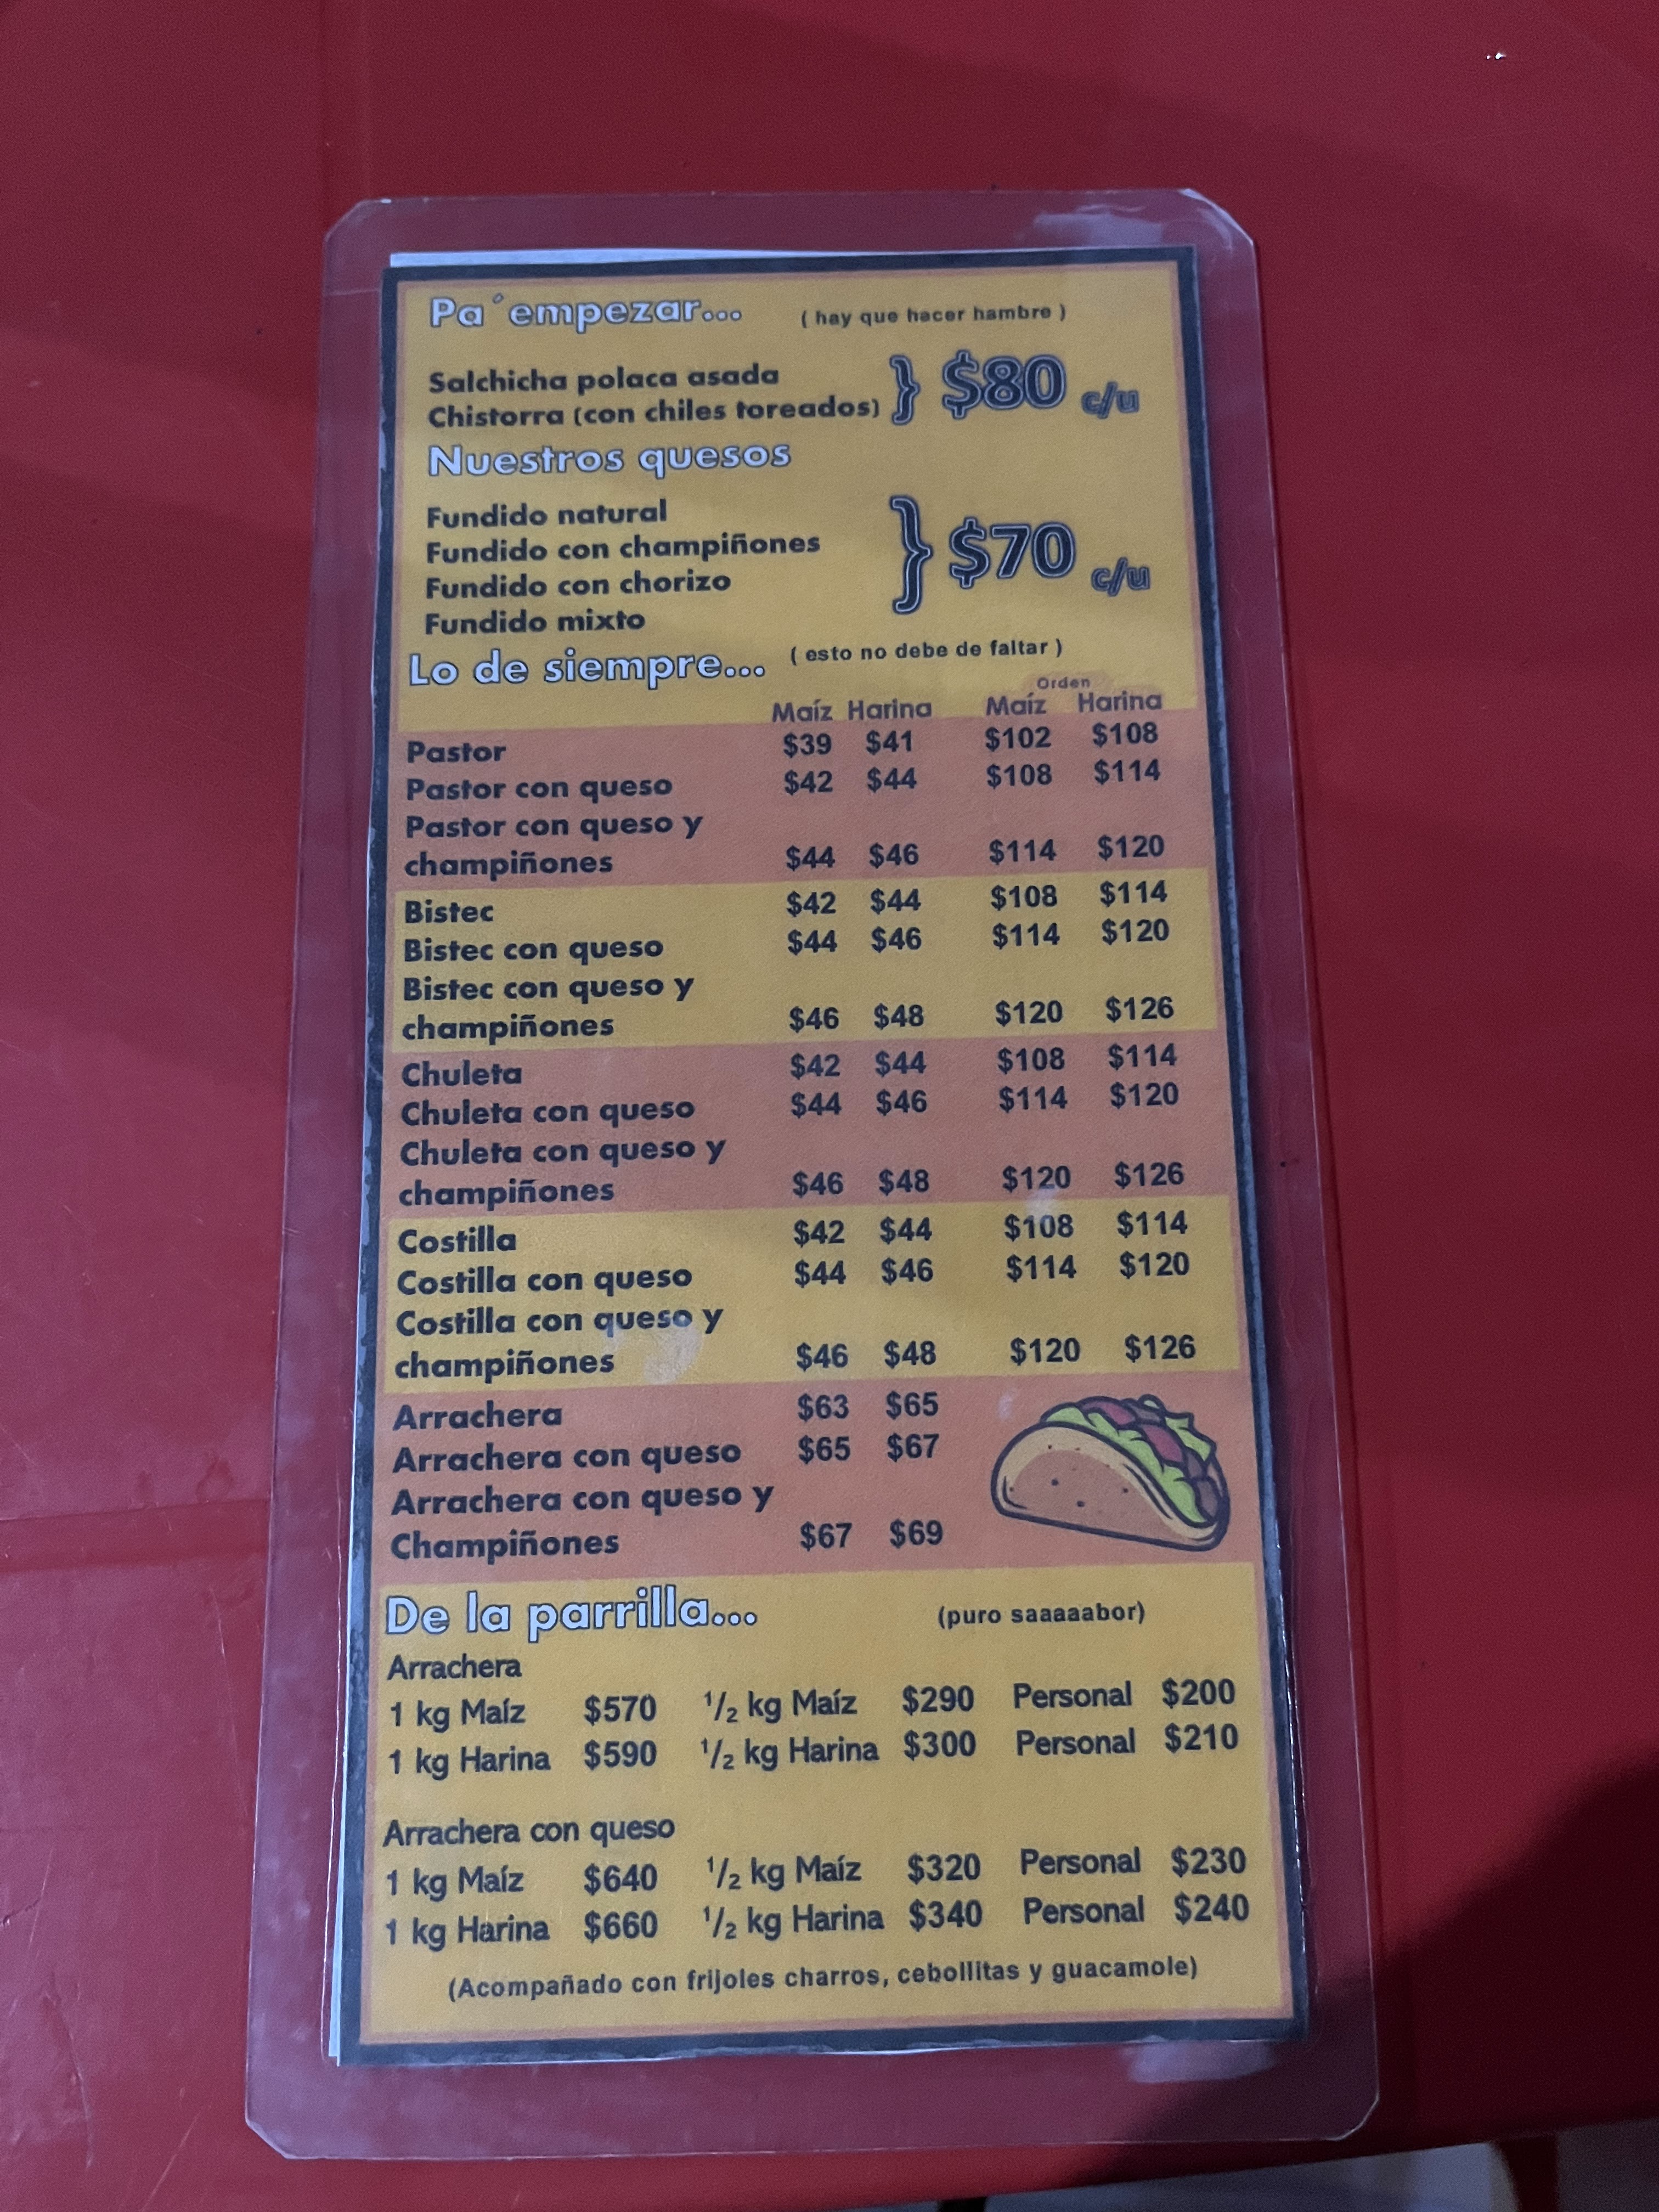 Pa´empezar... ( hay que hacer hambre )
Salchicha polaca asada
Chistorra (con chiles toreados) } $80 c/u
Nuestros quesos
Fundido natural
Fundido con champiñones
Fundido con chorizo } $70 c/u
Fundido mixto
Lo de siempre... ( esto no debe de faltar )
Orden
Maíz Harina Maíz Harina
Pastor $39 $41 $102 $108
Pastor con queso $42 $44 $108 $114
Pastor con queso y
champiñones $44 $46 $114 $120
Bistec $42 $44 $108 $114
Bistec con queso $44 $46 $114 $120
Bistec con queso y
champiñones $46 $48 $120 $126
Chuleta $42 $44 $108 $114
Chuleta con queso $44 $46 $114 $120
Chuleta con queso y
champiñones $46 $48 $120 $126
Costilla $42 $44 $108 $114
Costilla con queso $44 $46 $114 $120
Costilla con queso y
champiñones $46 $48 $120 $126
Arrachera $63 $65
Arrachera con queso $65 $67
Arrachera con queso y
Champiñones $67 $69
De la parrilla... (puro saaaaabor)
Arrachera
1 kg Maíz $570 1/2 kg Maíz $290 Personal $200
1 kg Harina $590 1/2 kg Harina $300 Personal $210
Arrachera con queso
1 kg Maíz $640 1/2 kg Maíz $320 Personal $230
1 kg Harina $660 1/2 kg Harina $340 Personal $240
(Acompañado con frijoles charros, cebollitas y guacamole)